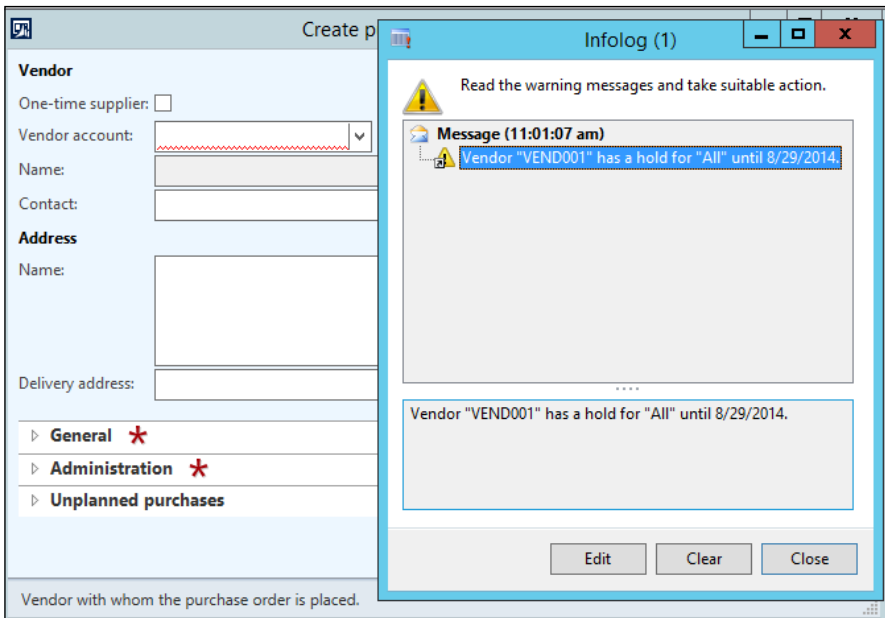 Create p
Vendor
One-time supplier:
Vendor account:
Name:
Contact:
Address
Name:
Delivery address:
General *
Administration *
Unplanned purchases
Vendor with whom the purchase order is placed.
Infolog (1)
Read the warning messages and take suitable action.
Message (11:01:07 am)
Vendor "VEND001" has a hold for "All" until 8/29/2014.
Vendor "VEND001" has a hold for "All" until 8/29/2014.
Edit
Clear
Close